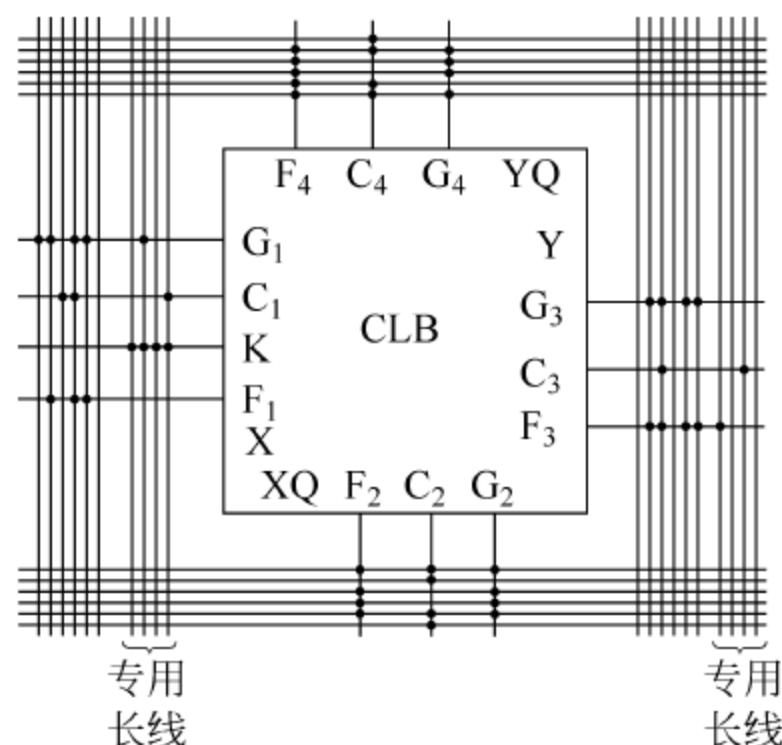 F₄ C₄ G₄ YQ
G₁ Y
C₁ G₃
CLB
K C₃
F₁ F₃
X
XQ F₂ C₂ G₂
专用 专用
长线 长线